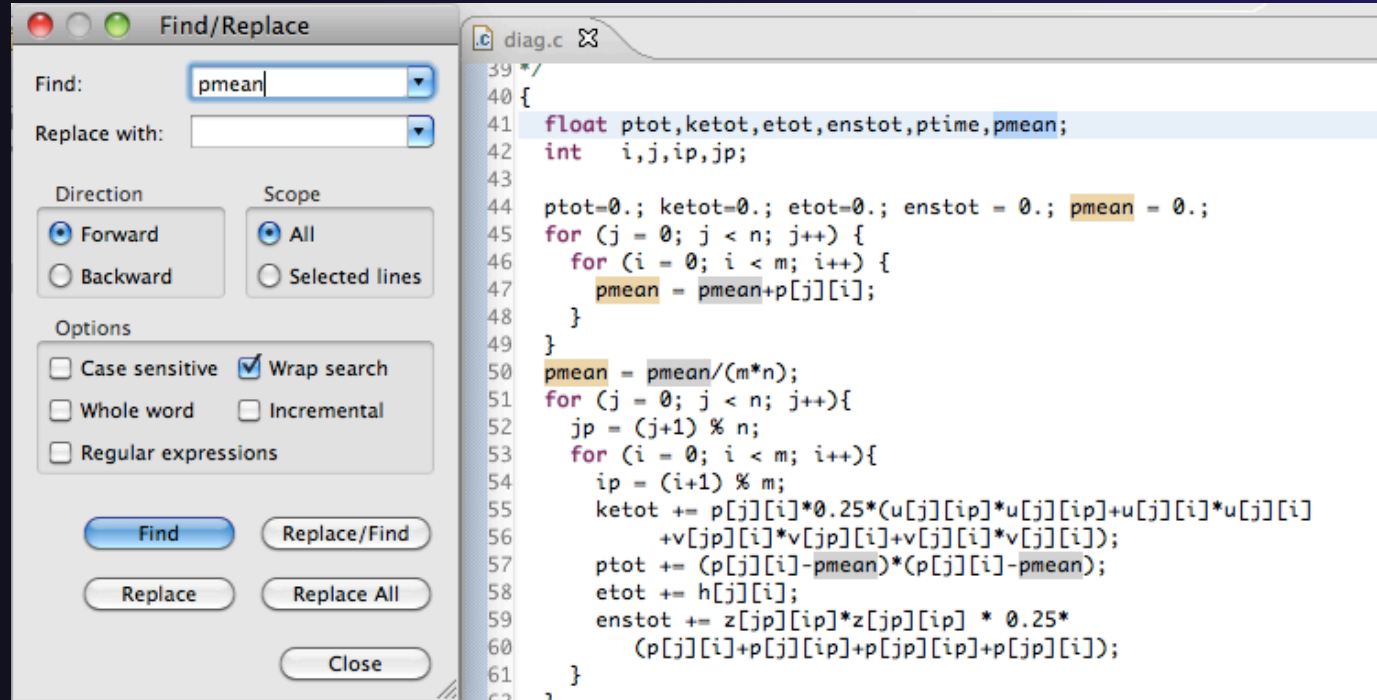 Find/Replace
Find: pmean
Replace with:
Direction Scope
Forward All
Backward Selected lines
Options
Case sensitive Wrap search
Whole word Incremental
Regular expressions
Find Replace/Find
Replace Replace All
Close
.c diag.c
39 */
40 {
41   float ptot,ketot,etot,enstot,ptime,pmean;
42   int   i,j,ip,jp;
43
44   ptot=0.; ketot=0.; etot=0.; enstot = 0.; pmean = 0.;
45   for (j = 0; j < n; j++) {
46     for (i = 0; i < m; i++) {
47       pmean = pmean+p[j][i];
48     }
49   }
50   pmean = pmean/(m*n);
51   for (j = 0; j < n; j++){
52     jp = (j+1) % n;
53     for (i = 0; i < m; i++){
54       ip = (i+1) % m;
55       ketot += p[j][i]*0.25*(u[j][ip]*u[j][ip]+u[j][i]*u[j][i]
56            +v[jp][i]*v[jp][i]+v[j][i]*v[j][i]);
57       ptot += (p[j][i]-pmean)*(p[j][i]-pmean);
58       etot += h[j][i];
59       enstot += z[jp][ip]*z[jp][ip] * 0.25*
60          (p[j][i]+p[j][ip]+p[jp][ip]+p[jp][i]);
61     }